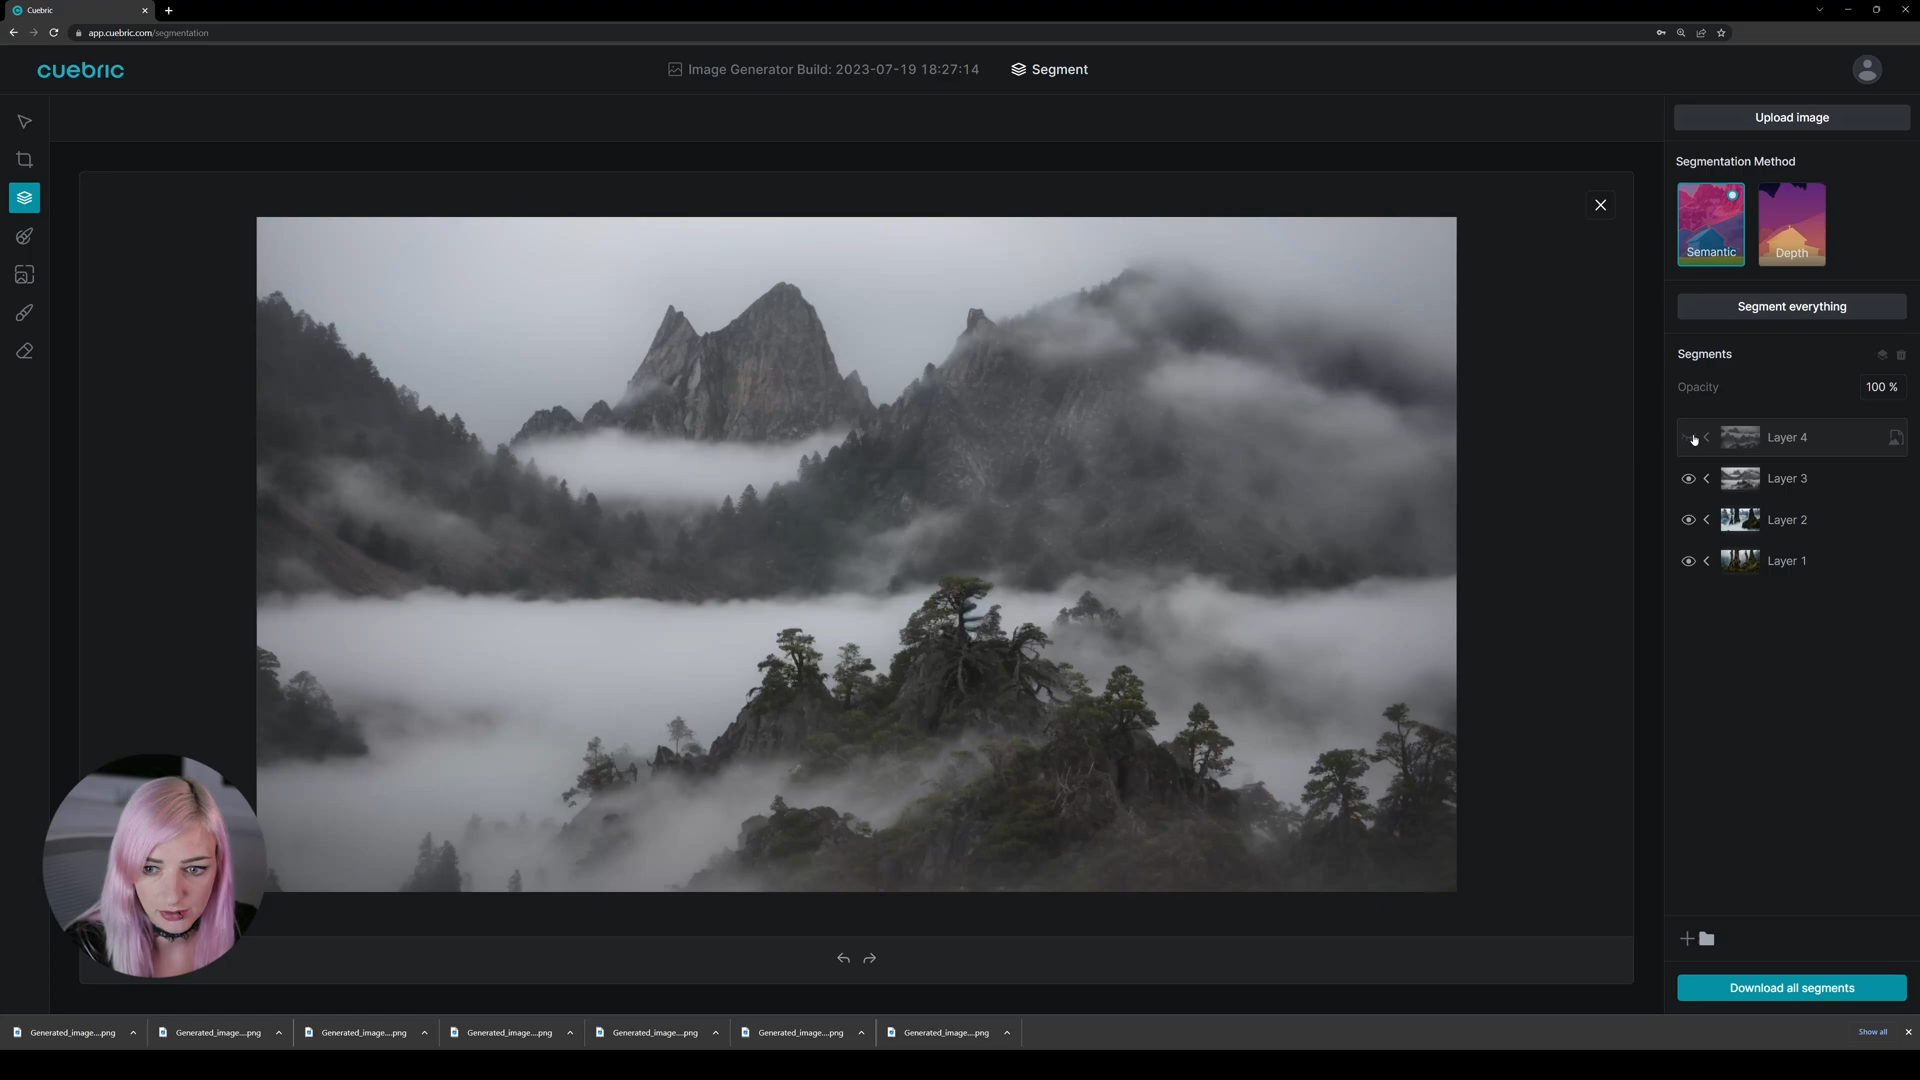 Cuebric
app.cuebric.com/segmentation
cuebric
Image Generator Build: 2023-07-19 18:27:14
Segment
Upload image
Segmentation Method
Semantic
Depth
Segment everything
Segments
Opacity
100 %
Layer 4
Layer 3
Layer 2
Layer 1
Download all segments
Generated_image....png
Generated_image....png
Generated_image....png
Generated_image....png
Generated_image....png
Generated_image....png
Generated_image....png
Show all